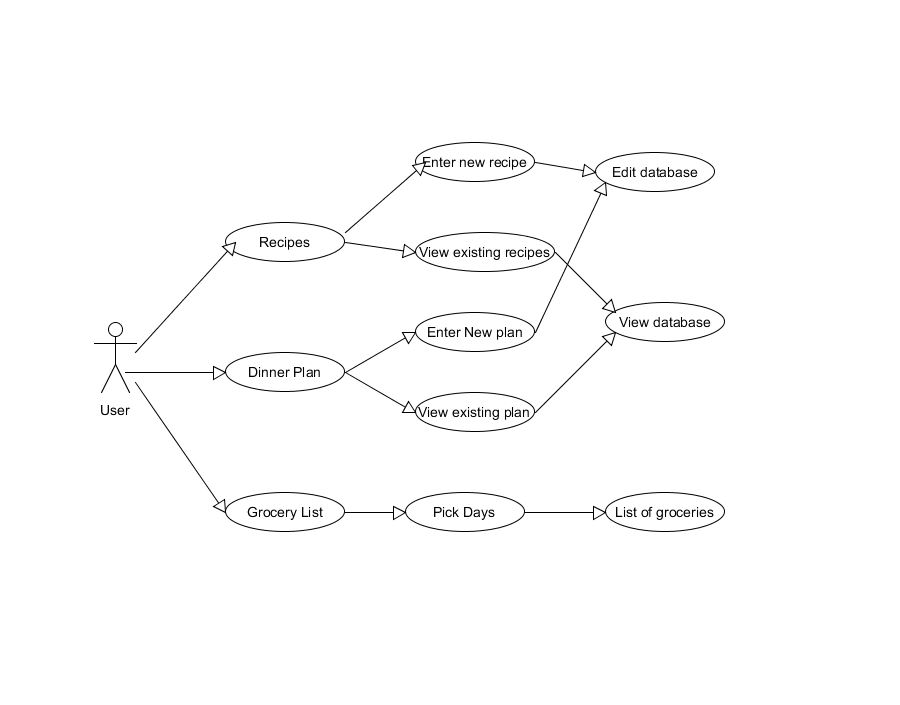 Enter new recipe
Edit database
Recipes
View existing recipes
Enter New plan
View database
Dinner Plan
View existing plan
User
Grocery List
Pick Days
List of groceries